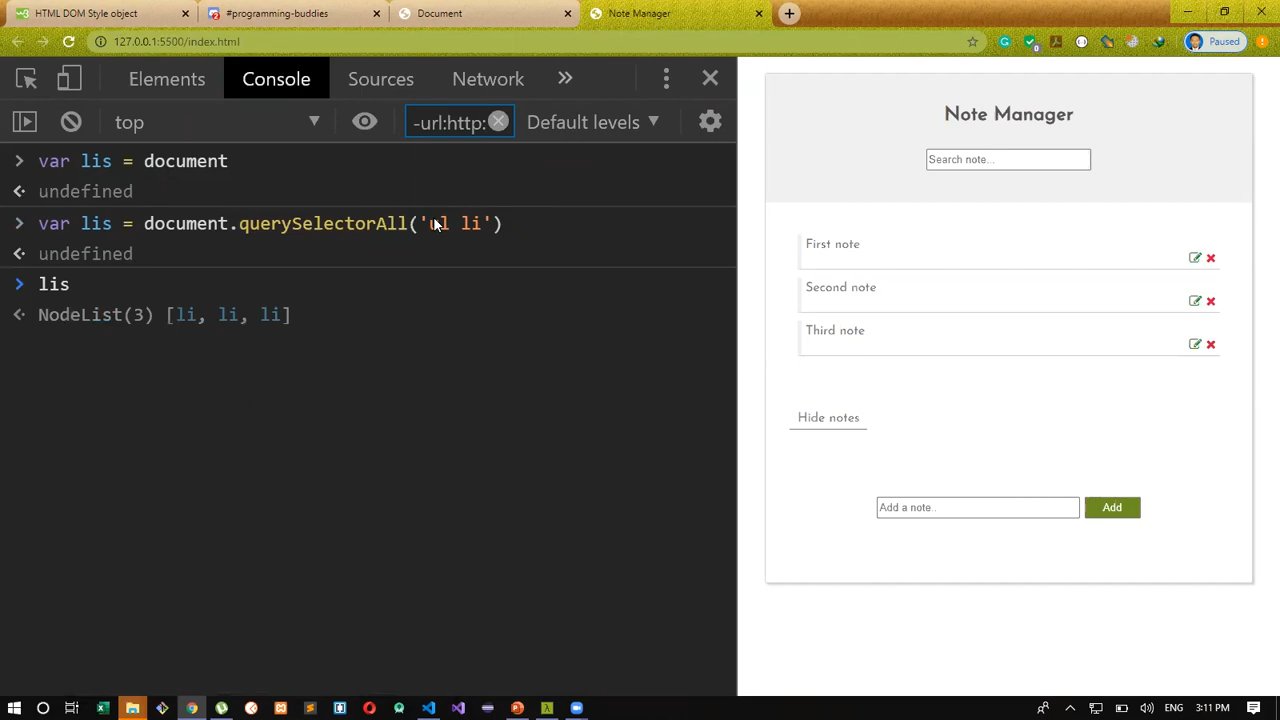 HTML DOM Style object
#programming-buddies
Document
Note Manager
127.0.0.1:5500/index.html
Paused
Elements
Console
Sources
Network
top
-url:http:
Default levels
var lis = document
undefined
var lis = document.querySelectorAll('ul li')
undefined
lis
NodeList(3) [li, li, li]
Note Manager
Search note...
First note
Second note
Third note
Hide notes
Add a note..
Add
3:11 PM